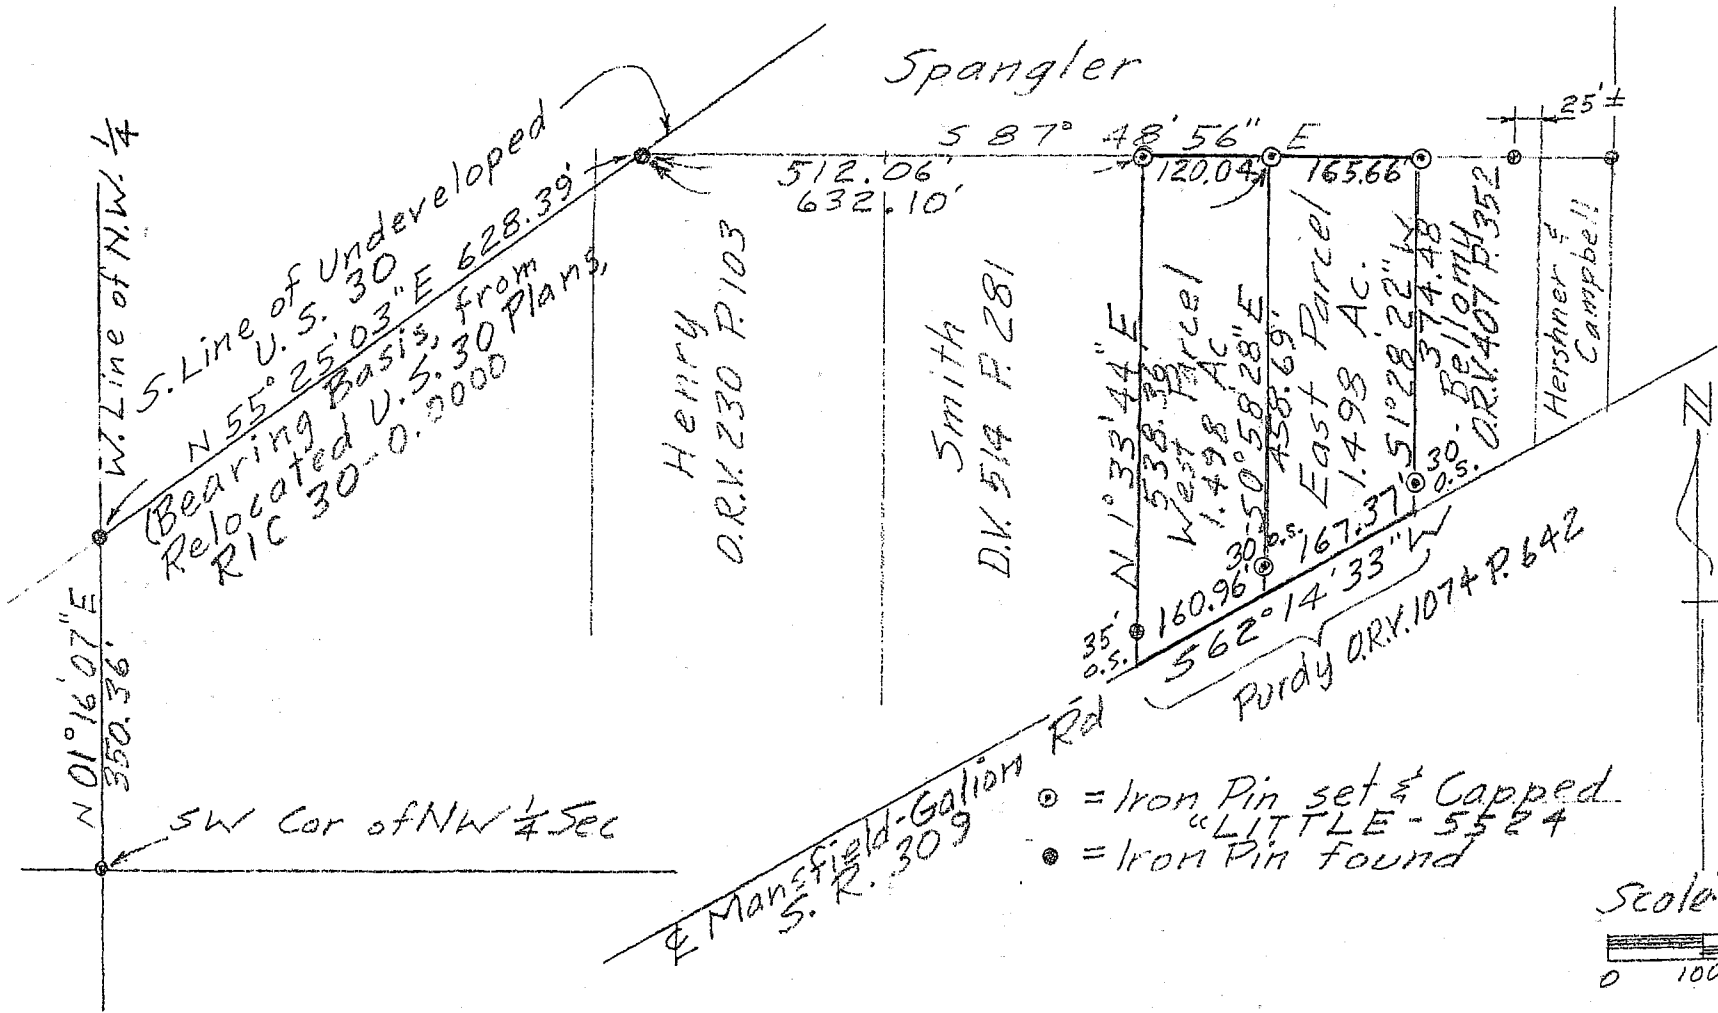 Spangler
25'±
S 87° 48' 56" E
512.06'
632.10'
120.04'
165.66'
W. Line of N.W. 1/4
S. Line of Undeveloped
U.S. 30
N 55° 25' 03" E 628.39'
(Bearing Basis, from
Relocated U.S. 30 Plans,
RIC 30-0.0000
Henry
O.R.V. 230 P. 103
Smith
D.V. 514 P. 281
N 1° 33' 44" E
538.39
West Parcel
1.498 Ac
S 0° 58' 28" E
458.69'
East Parcel
1.493 Ac.
S 1° 28' 22" W
374.48
Bellomy
O.R.V. 407 P. 352
Hershner &
Campbell
30'
o.s.
30' o.s.
35'
o.s.
160.96'
167.37'
S 62° 14' 33" W
Purdy O.R.V. 1074 P. 642
N 01° 16' 07" E
350.36'
SW Cor of NW 1/4 Sec
℄ Mansfield-Galion Rd
S. R. 309
N
= Iron Pin set & Capped
"LITTLE - 5524
= Iron Pin found
Scale
0 100